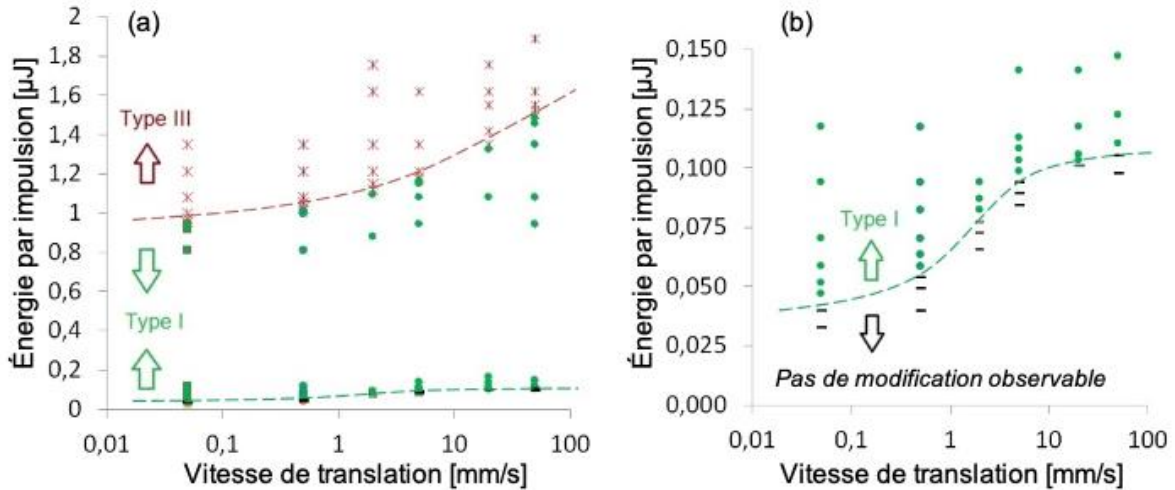 (a)
Énergie par impulsion [µJ]
2
1,8
1,6
1,4
1,2
1
0,8
0,6
0,4
0,2
0
Type III
Type I
0,01 0,1 1 10 100
Vitesse de translation [mm/s]
(b)
Énergie par impulsion [µJ]
0,150
0,125
0,100
0,075
0,050
0,025
0,000
Type I
Pas de modification observable
0,01 0,1 1 10 100
Vitesse de translation [mm/s]